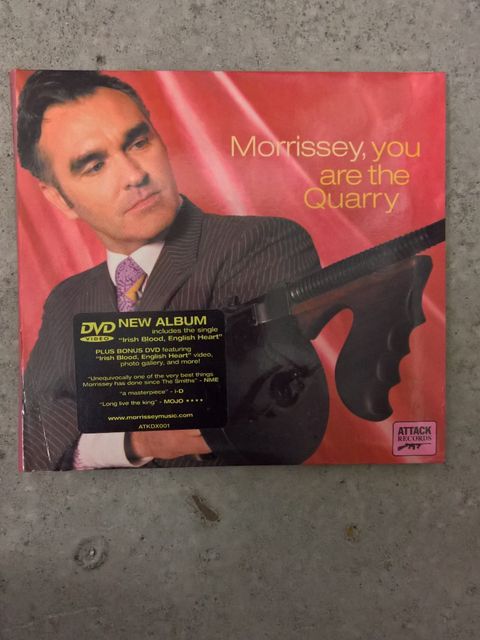 Morrissey, you
are the
Quarry
DVD
VIDEO
NEW ALBUM
includes the single
"Irish Blood, English Heart"
PLUS BONUS DVD featuring
"Irish Blood, English Heart" video,
photo gallery, and more!
"Unequivocally one of the very best things
Morrissey has done since The Smiths" - NME
"a masterpiece" - i-D
"Long live the king" - MOJO ★★★★
www.morrisseymusic.com
ATKDX001
ATTACK
RECORDS